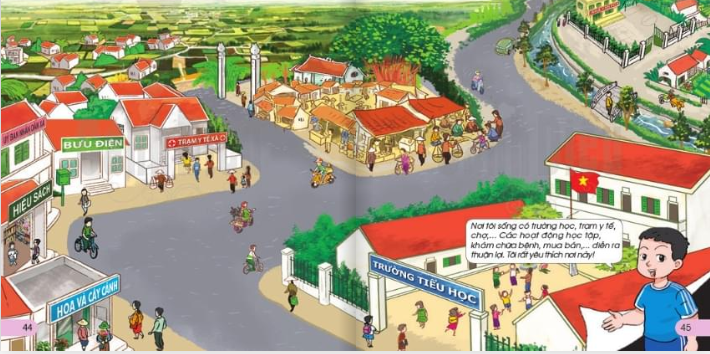 ỦY BAN NHÂN DÂN XÃ
BƯU ĐIỆN
TRẠM Y TẾ XÃ
HIỆU SÁCH
HOA VÀ CÂY CẢNH
TRƯỜNG TIỂU HỌC
Nơi tôi sống có trường học, trạm y tế,
chợ,... Các hoạt động học tập,
khám chữa bệnh, mua bán,... diễn ra
thuận lợi. Tôi rất yêu thích nơi này!
44
45